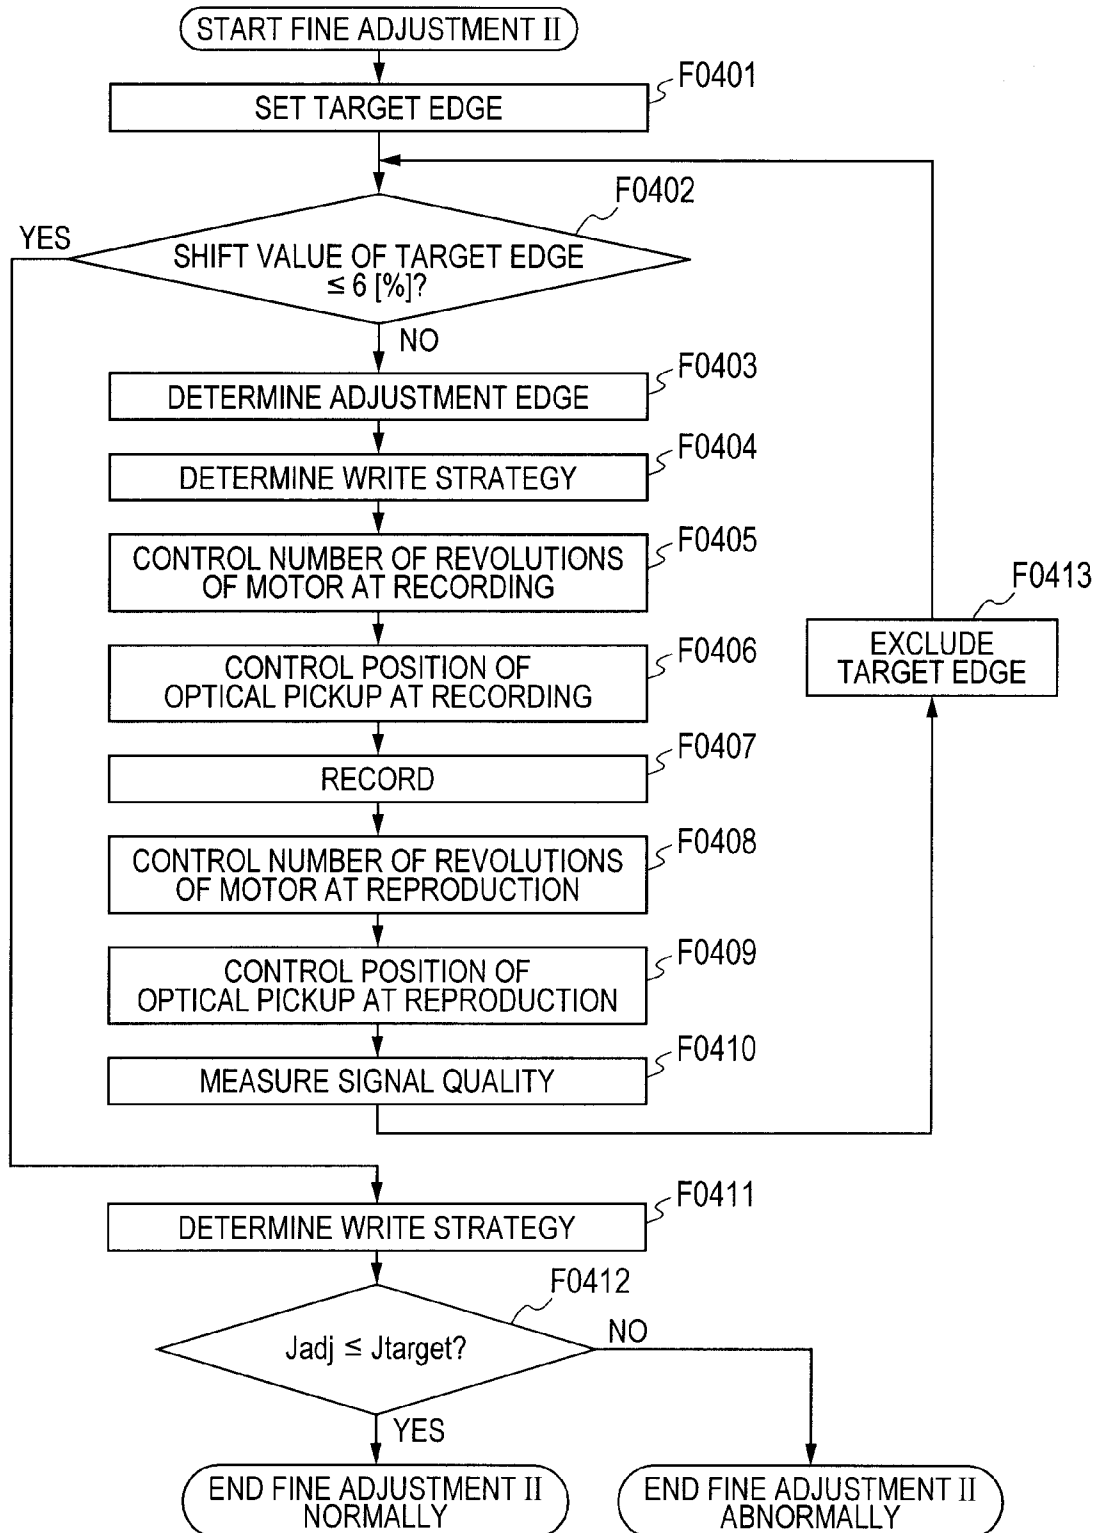 START FINE ADJUSTMENT II
F0401
SET TARGET EDGE
F0402
YES
SHIFT VALUE OF TARGET EDGE
≤ 6 [%]?
NO
F0403
DETERMINE ADJUSTMENT EDGE
F0404
DETERMINE WRITE STRATEGY
F0405
CONTROL NUMBER OF REVOLUTIONS
OF MOTOR AT RECORDING
F0413
EXCLUDE
TARGET EDGE
F0406
CONTROL POSITION OF
OPTICAL PICKUP AT RECORDING
F0407
RECORD
F0408
CONTROL NUMBER OF REVOLUTIONS
OF MOTOR AT REPRODUCTION
F0409
CONTROL POSITION OF
OPTICAL PICKUP AT REPRODUCTION
F0410
MEASURE SIGNAL QUALITY
F0411
DETERMINE WRITE STRATEGY
F0412
Jadj ≤ Jtarget?
NO
YES
END FINE ADJUSTMENT II
NORMALLY
END FINE ADJUSTMENT II
ABNORMALLY